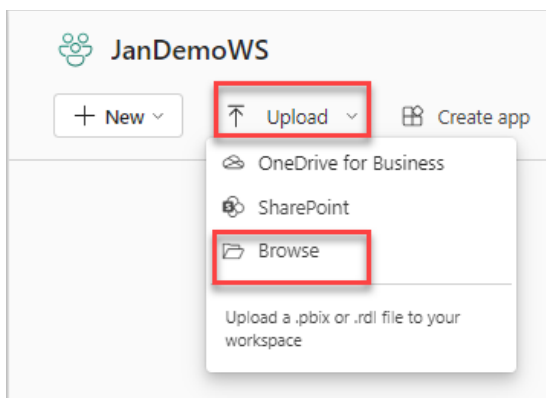 JanDemoWS
New
Upload
Create app
OneDrive for Business
SharePoint
Browse
Upload a .pbix or .rdl file to your
workspace